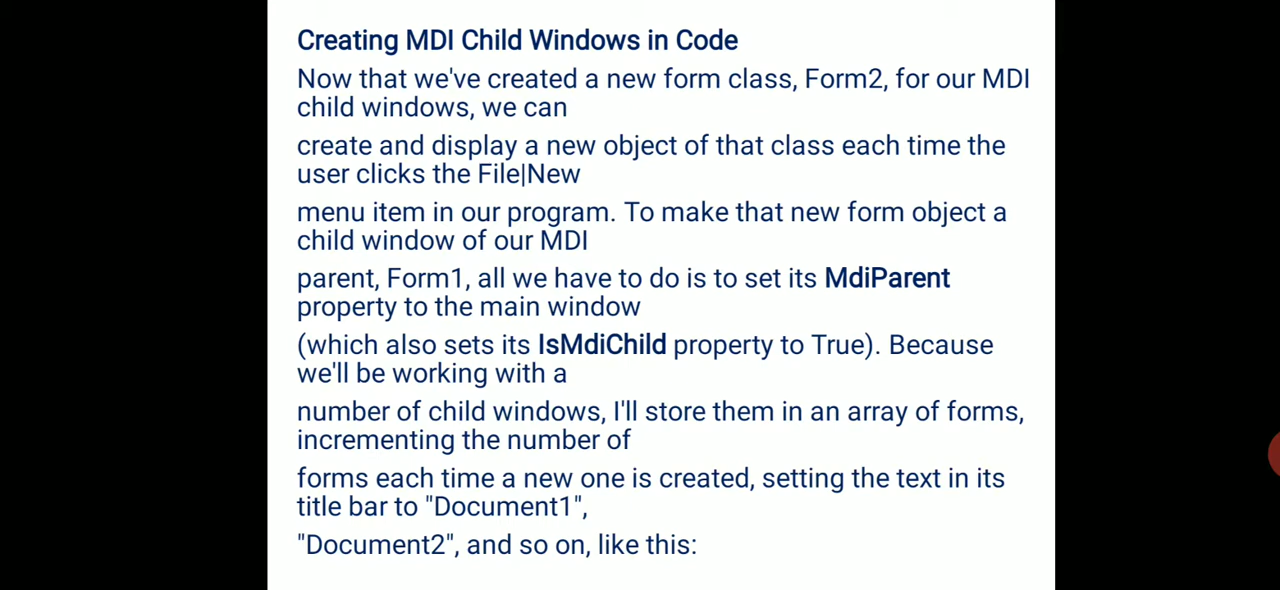 Creating MDI Child Windows in Code
Now that we've created a new form class, Form2, for our MDI
child windows, we can
create and display a new object of that class each time the
user clicks the File|New
menu item in our program. To make that new form object a
child window of our MDI
parent, Form1, all we have to do is to set its MdiParent
property to the main window
(which also sets its IsMdiChild property to True). Because
we'll be working with a
number of child windows, I'll store them in an array of forms,
incrementing the number of
forms each time a new one is created, setting the text in its
title bar to "Document1",
"Document2", and so on, like this: